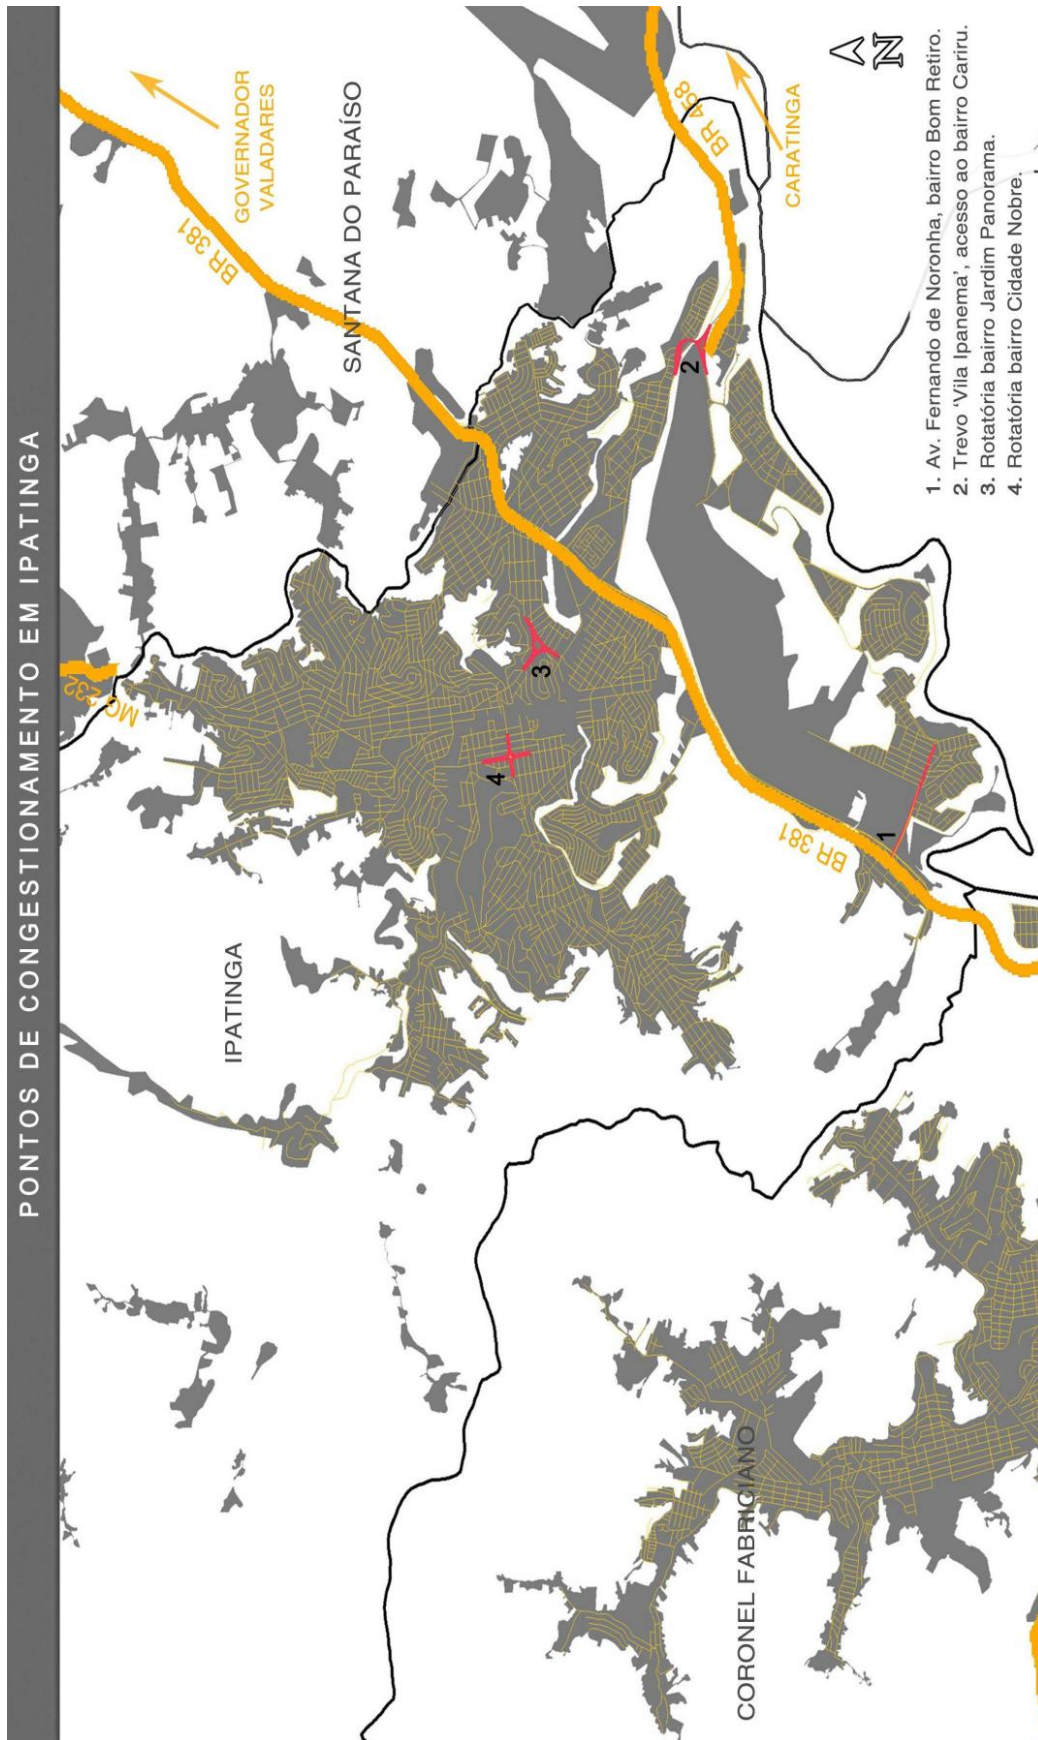 PONTOS DE CONGESTIONAMENTO EM IPATINGA
MG 232
GOVERNADOR
VALADARES
BR 381
SANTANA DO PARAÍSO
IPATINGA
BR 458
CARATINGA
N
4
3
2
BR 381
1
CORONEL FABRICIANO
1. Av. Fernando de Noronha, bairro Bom Retiro.
2. Trevo 'Vila Ipanema', acesso ao bairro Cariru.
3. Rotatória bairro Jardim Panorama.
4. Rotatória bairro Cidade Nobre.